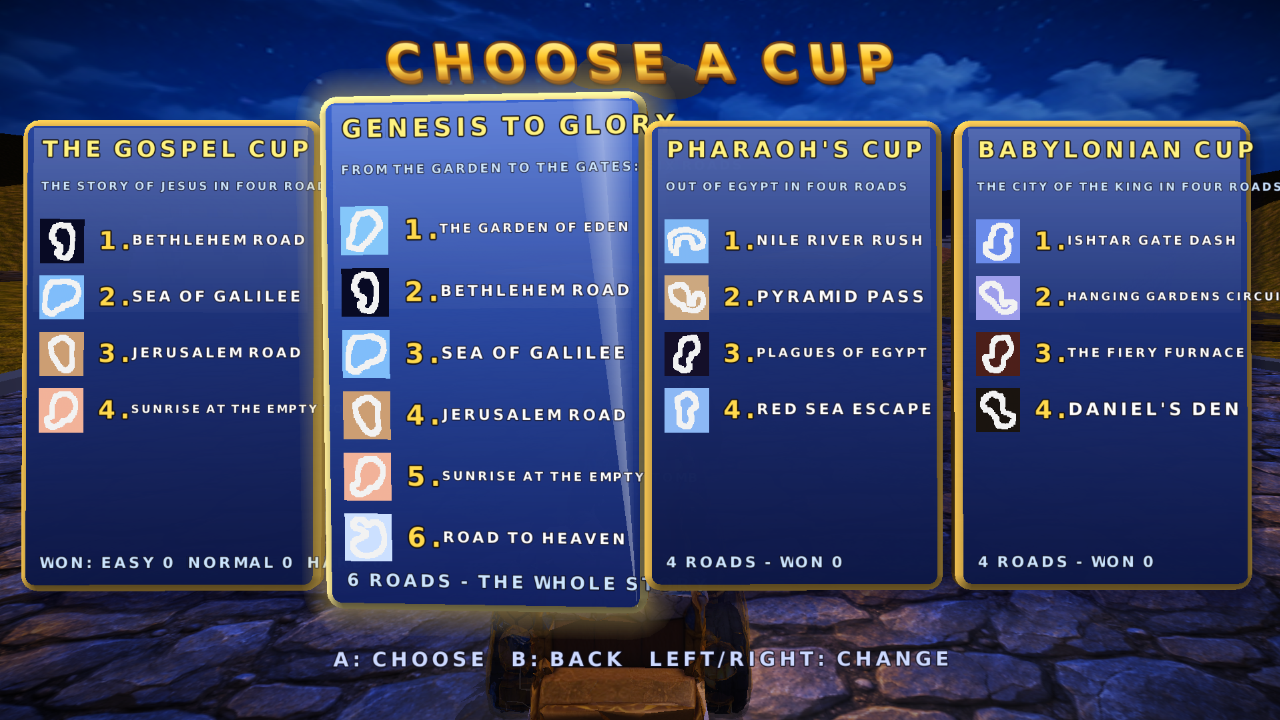 CHOOSE A CUP
THE GOSPEL CUP
THE STORY OF JESUS IN FOUR ROAD
1. BETHLEHEM ROAD
2. SEA OF GALILEE
3. JERUSALEM ROAD
4. SUNRISE AT THE EMPTY
WON: EASY 0 NORMAL 0 HA
GENESIS TO GLORY
FROM THE GARDEN TO THE GATES:
1. THE GARDEN OF EDEN
2. BETHLEHEM ROAD
3. SEA OF GALILEE
4. JERUSALEM ROAD
5. SUNRISE AT THE EMPTY
6. ROAD TO HEAVEN
6 ROADS - THE WHOLE ST
PHARAOH'S CUP
OUT OF EGYPT IN FOUR ROADS
1. NILE RIVER RUSH
2. PYRAMID PASS
3. PLAGUES OF EGYPT
4. RED SEA ESCAPE
4 ROADS - WON 0
BABYLONIAN CUP
THE CITY OF THE KING IN FOUR ROADS
1. ISHTAR GATE DASH
2. HANGING GARDENS CIRCUI
3. THE FIERY FURNACE
4. DANIEL'S DEN
4 ROADS - WON 0
A: CHOOSE B: BACK LEFT/RIGHT: CHANGE